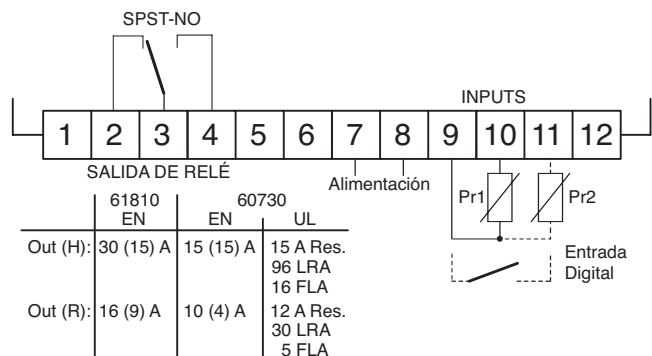 SPST-NO
INPUTS
1 2 3 4 5 6 7 8 9 10 11 12
SALIDA DE RELÉ
Alimentación
Pr1
Pr2
Entrada
Digital
61810 60730
EN EN UL
Out (H): 30 (15) A 15 (15) A 15 A Res.
96 LRA
16 FLA
Out (R): 16 (9) A 10 (4) A 12 A Res.
30 LRA
5 FLA